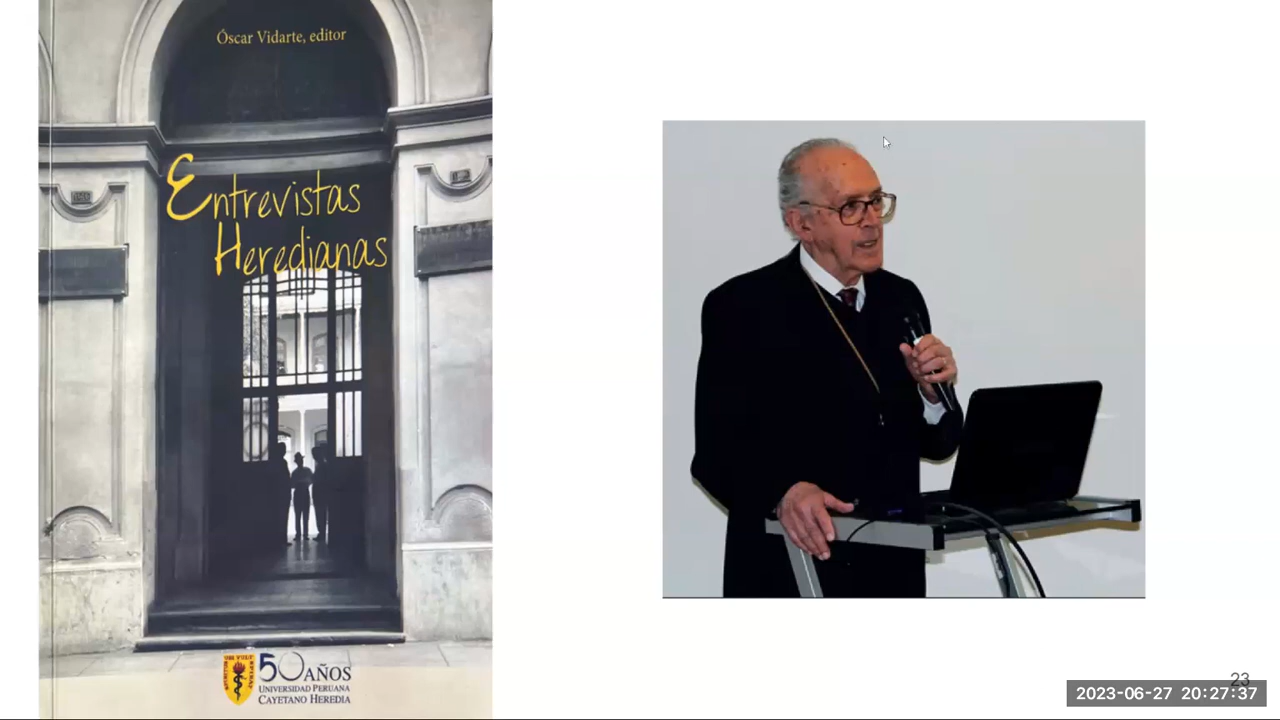 Óscar Vidarte, editor
Entrevistas
Heredianas
50 AÑOS
UNIVERSIDAD PERUANA
CAYETANO HEREDIA
23
2023-06-27 20:27:37